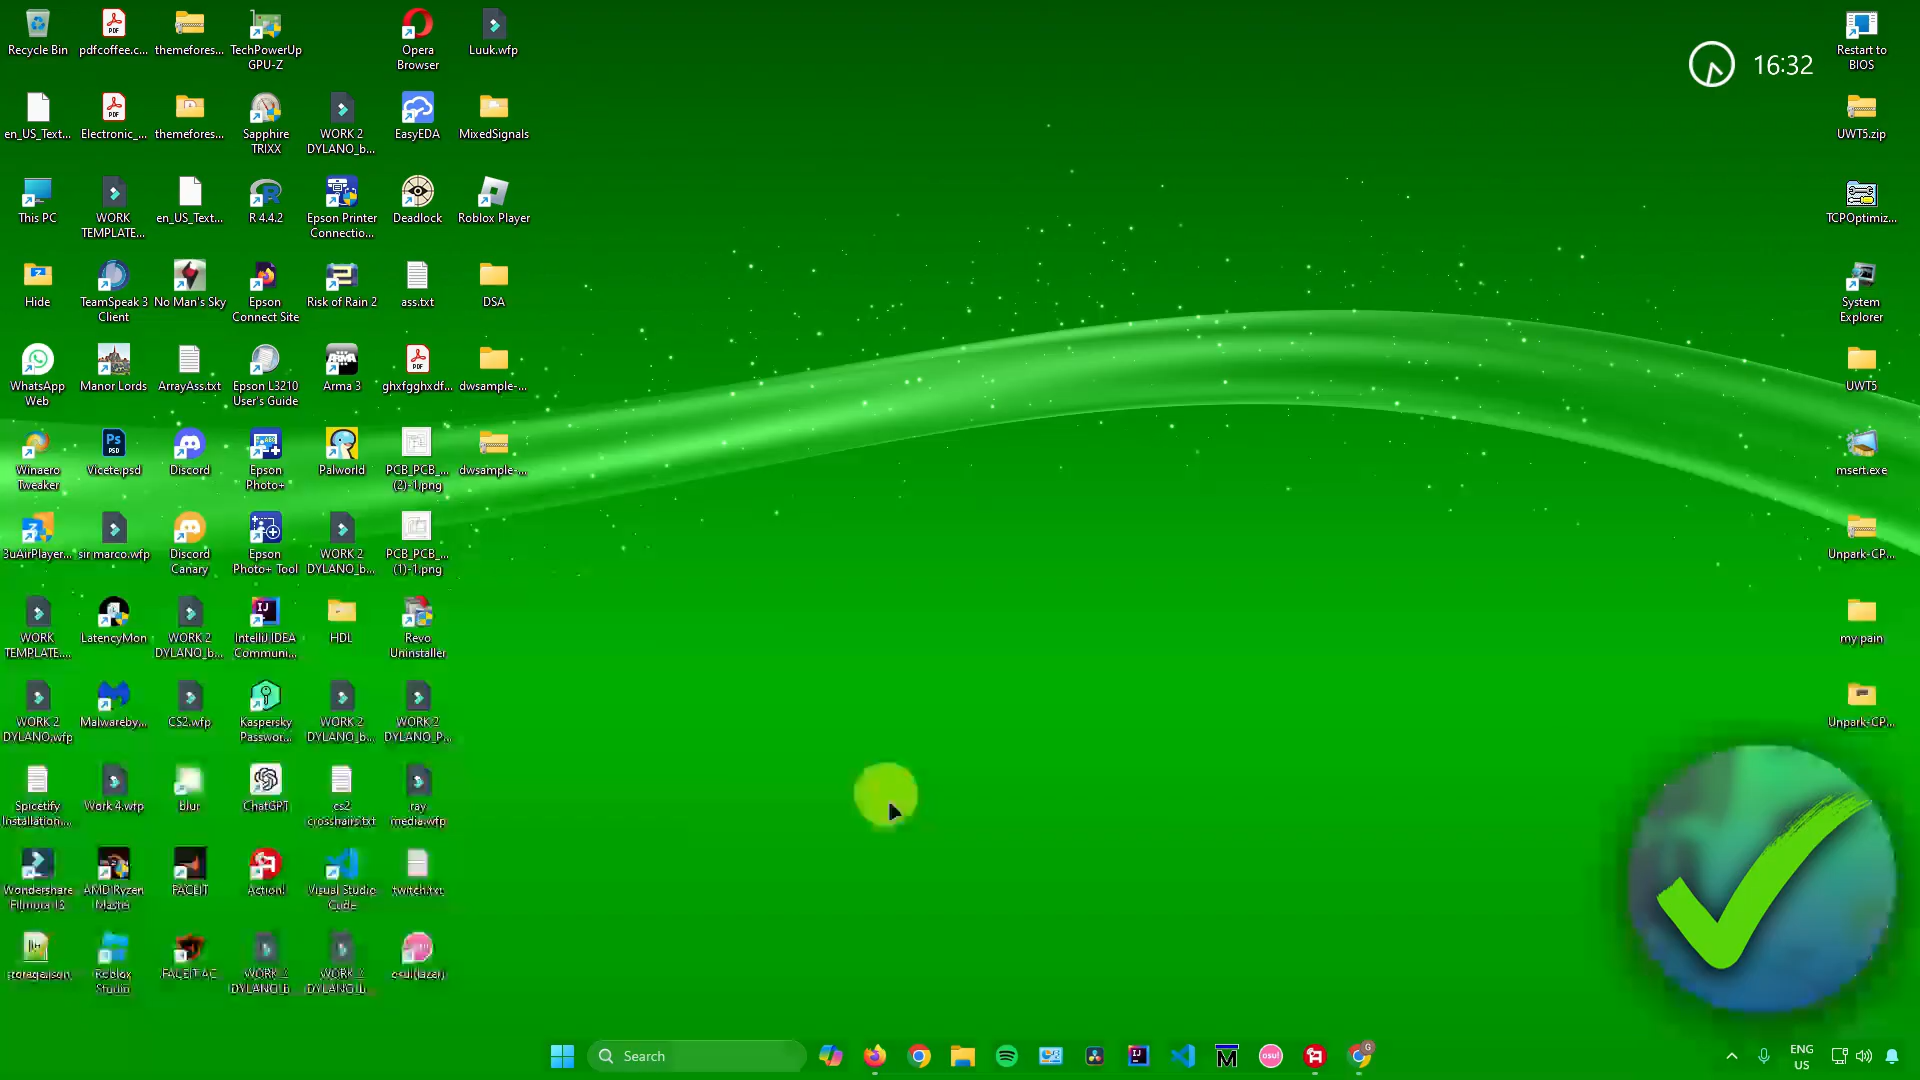 Recycle Bin
pdfcoffee.c...
themefores...
TechPowerUp
GPU-Z
Opera
Browser
Luuk.wfp
16:32
Restart to
BIOS
en_US_Text...
Electronic_...
themefores...
Sapphire
TRIXX
WORK 2
DYLANO_b...
EasyEDA
MixedSignals
UWT5.zip
This PC
WORK
TEMPLATE...
en_US_Text...
R 4.4.2
Epson Printer
Connectio...
Deadlock
Roblox Player
TCPOptimiz...
Hide
TeamSpeak 3
Client
No Man's Sky
Epson
Connect Site
Risk of Rain 2
ass.txt
DSA
System
Explorer
WhatsApp
Web
Manor Lords
ArrayAss.txt
Epson L3210
User's Guide
Arma 3
ghxfgghxdf...
dwsample-...
UWT5
Winaero
Tweaker
Vicete.psd
Discord
Epson
Photo+
Palworld
PCB_PCB_...
(2)-1.png
dwsample-...
msert.exe
3uAirPlayer...
sir marco.wfp
Discord
Canary
Epson
Photo+ Tool
WORK 2
DYLANO_b...
PCB_PCB_...
(1)-1.png
Unpark-CP...
WORK
TEMPLATE....
LatencyMon
WORK 2
DYLANO_b...
IntelliJ IDEA
Communi...
HDL
Revo
Uninstaller
my pain
WORK 2
DYLANO.wfp
Malwareby...
CS2.wfp
Kaspersky
Passwor...
WORK 2
DYLANO_b...
WORK 2
DYLANO_P...
Unpark-CP...
Spicetify
Installation....
Work 4.wfp
blur
ChatGPT
cs2
crosshairs.txt
ray
media.wfp
Wondershare
Filmora 13
AMD Ryzen
Master
FACEIT
Action!
Visual Studio
Code
twitch.txt
storage.json
Roblox
Studio
FACEIT AC
WORK 2
WORK 2
osu!(lazer)
Search
ENG
US